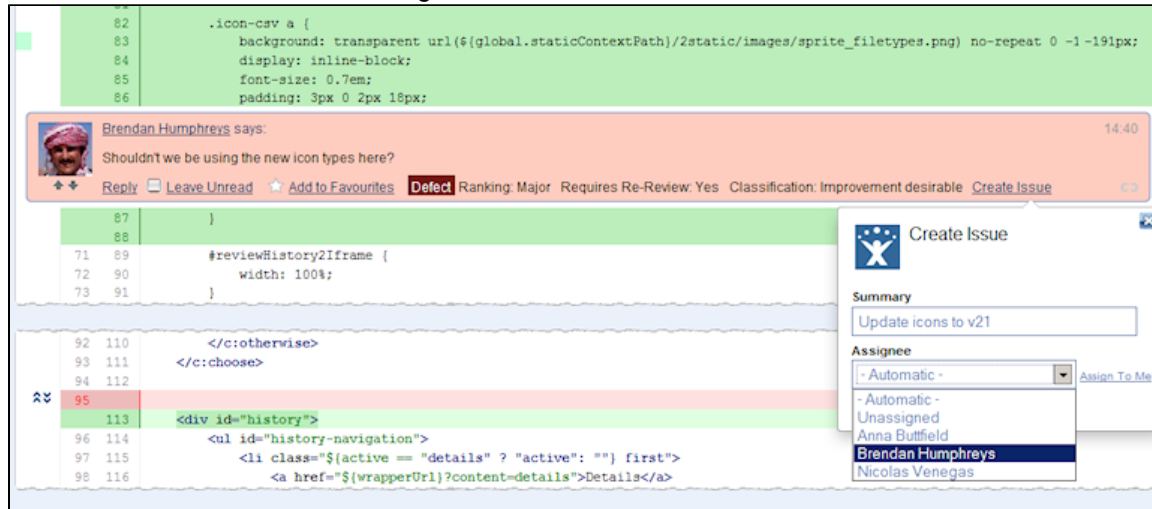 82 .icon-csv a {
83 background: transparent url(${global.staticContextPath}/2static/images/sprite_filetypes.png) no-repeat 0 -1-191px;
84 display: inline-block;
85 font-size: 0.7em;
86 padding: 3px 0 2px 18px;
Brendan Humphreys says: 14:40
Shouldn't we be using the new icon types here?
Reply Leave Unread Add to Favourites Defect Ranking: Major Requires Re-Review: Yes Classification: Improvement desirable Create Issue
87 }
88
71 89 #reviewHistory2Iframe {
72 90 width: 100%;
73 91 }
Create Issue
Summary
Update icons to v21
Assignee
- Automatic - Assign To Me
- Automatic -
Unassigned
Anna Buttfield
Brendan Humphreys
Nicolas Venegas
92 110 </c:otherwise>
93 111 </c:choose>
94 112
95
113 <div id="history">
96 114 <ul id="history-navigation">
97 115 <li class="${active == "details" ? "active": ""} first">
98 116 <a href="${wrapperUrl}?content=details">Details</a>